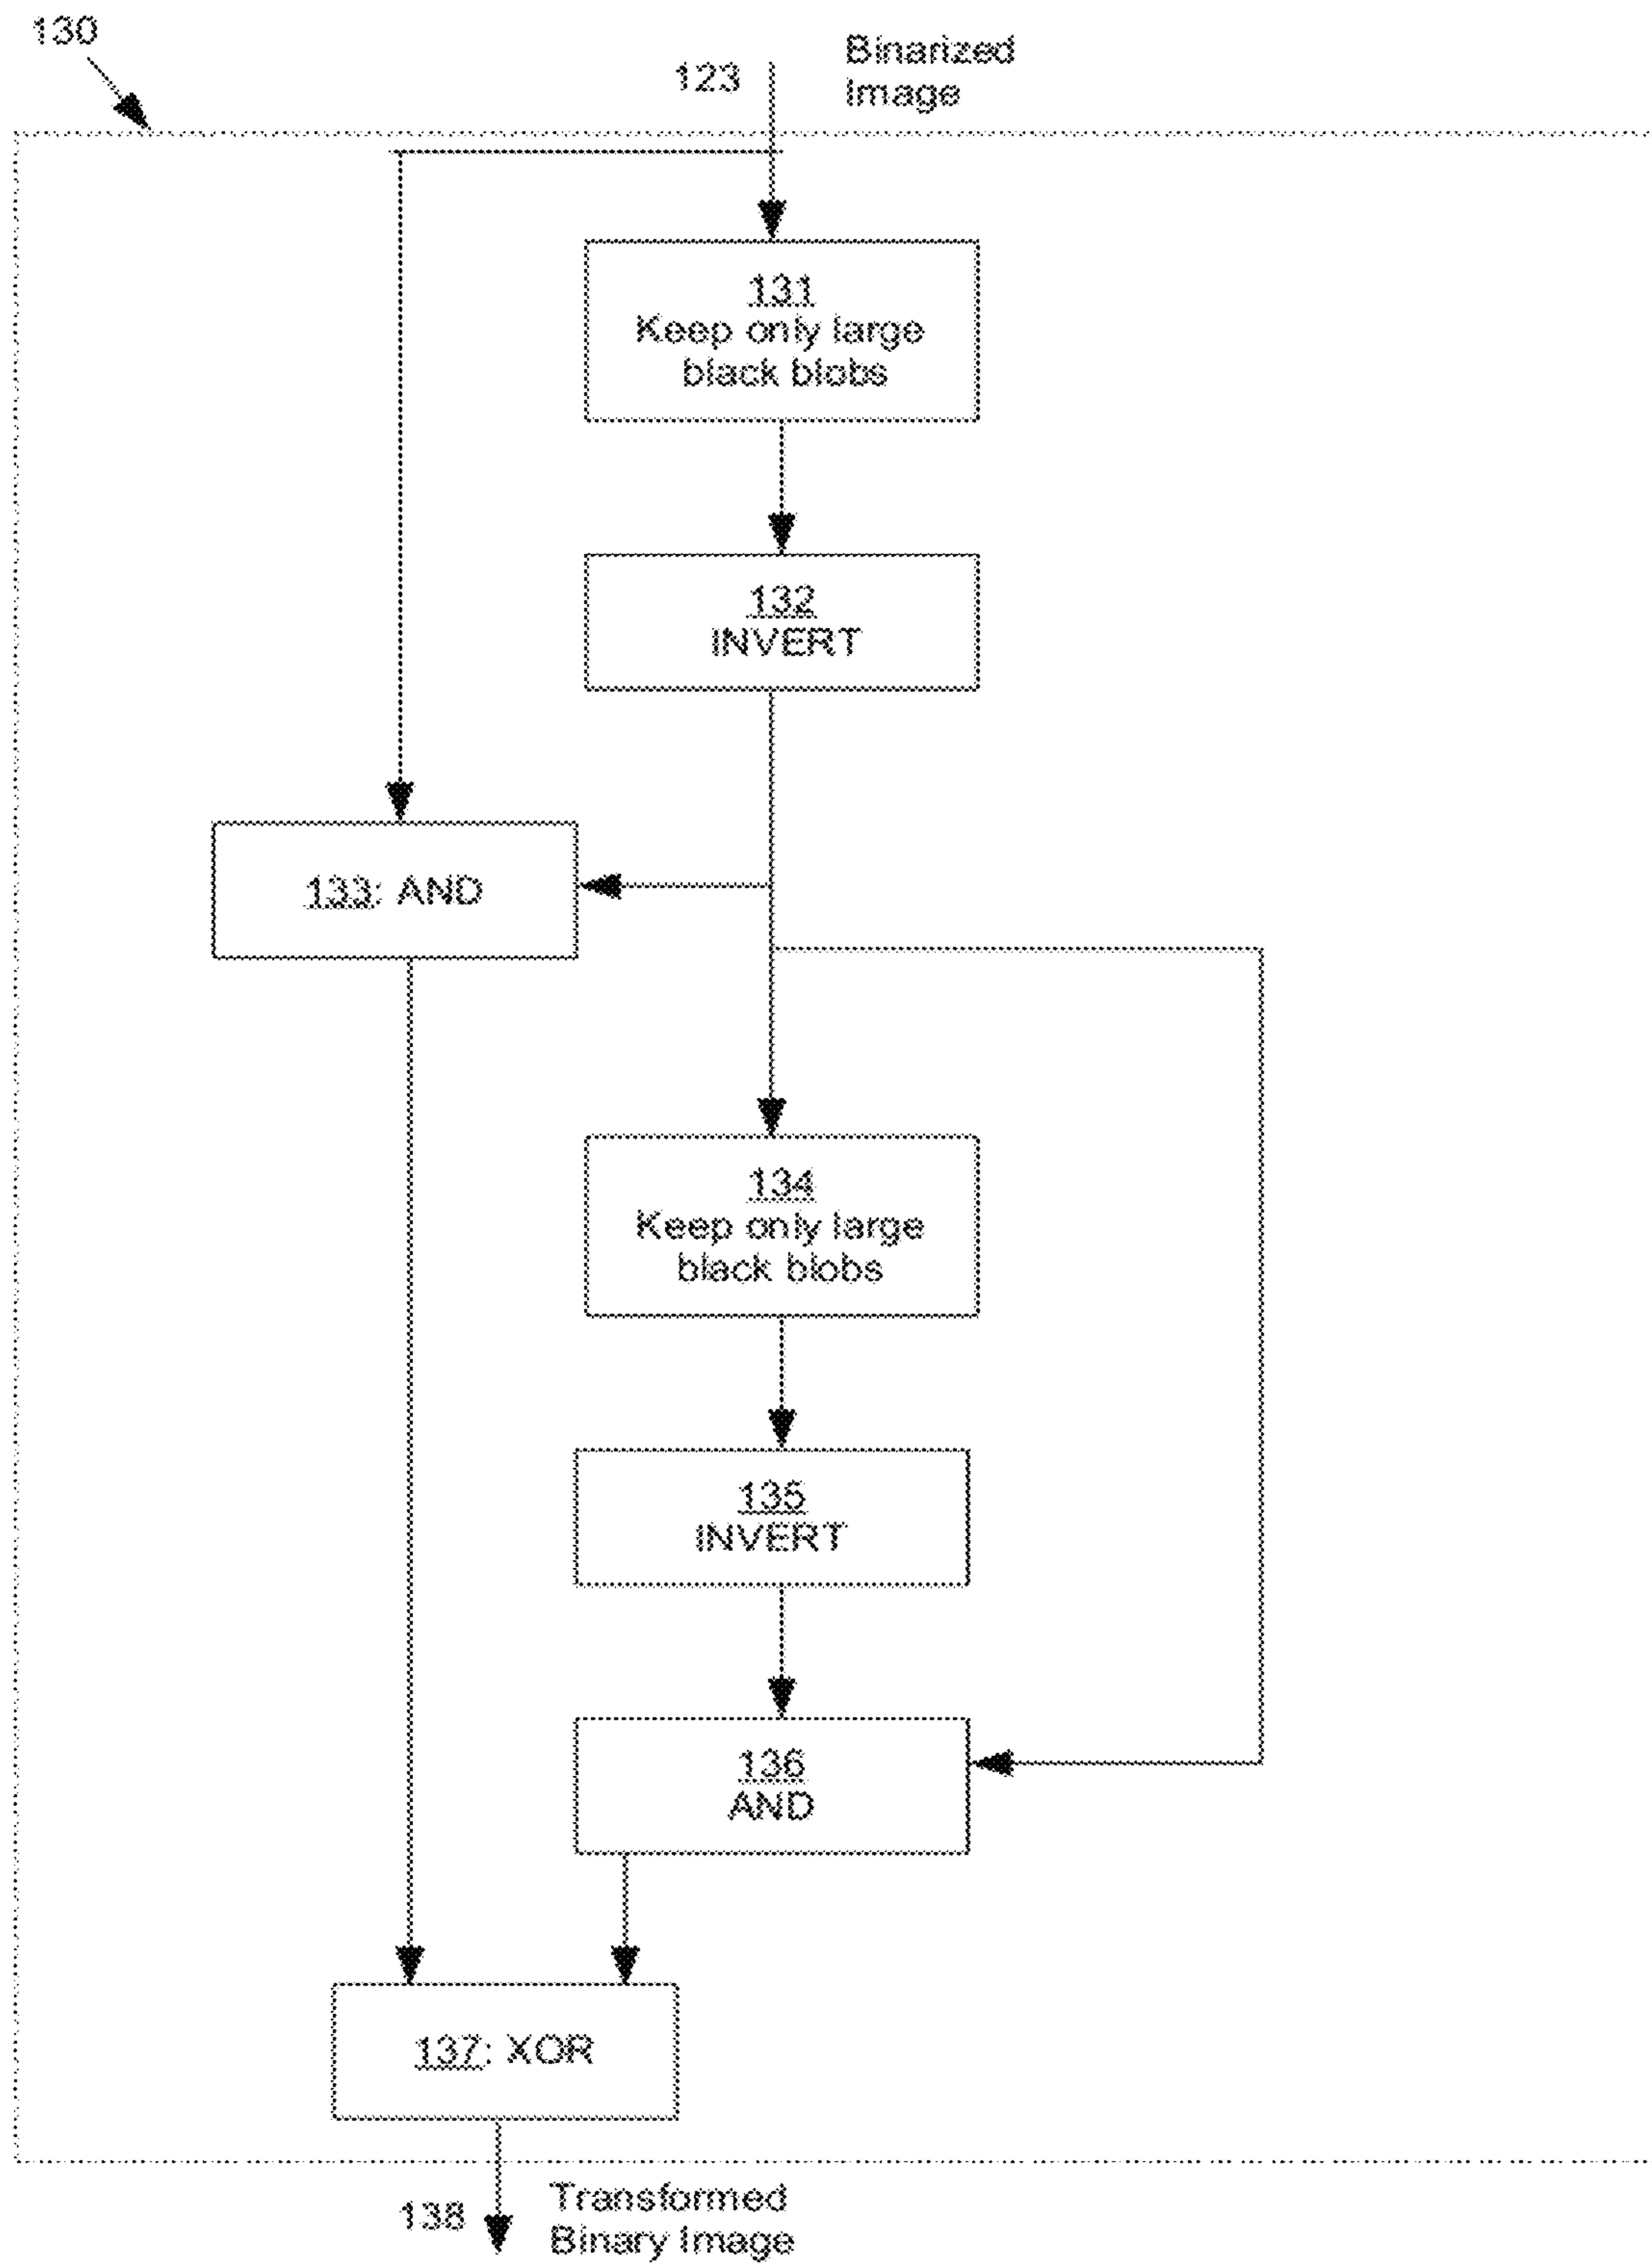 130
123
Binarized
Image
131
Keep only large
black blobs
132
INVERT
133: AND
134
Keep only large
black blobs
135
INVERT
136
AND
137: XOR
138
Transformed
Binary Image